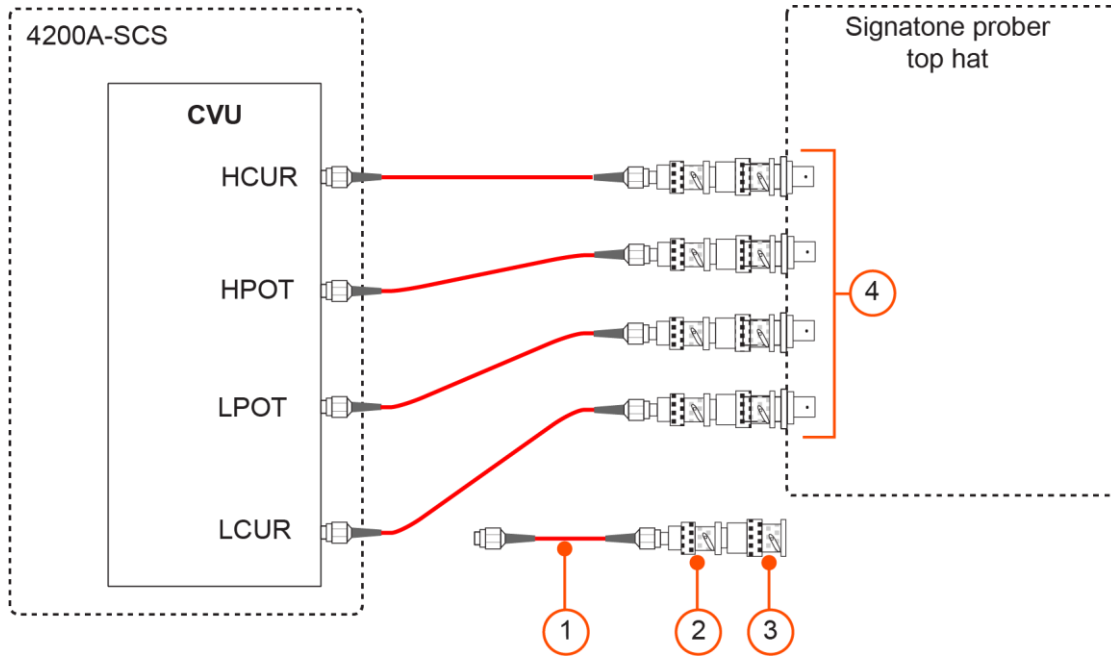 4200A-SCS
Signatone prober
top hat
CVU
HCUR
HPOT
4
LPOT
LCUR
1
2
3